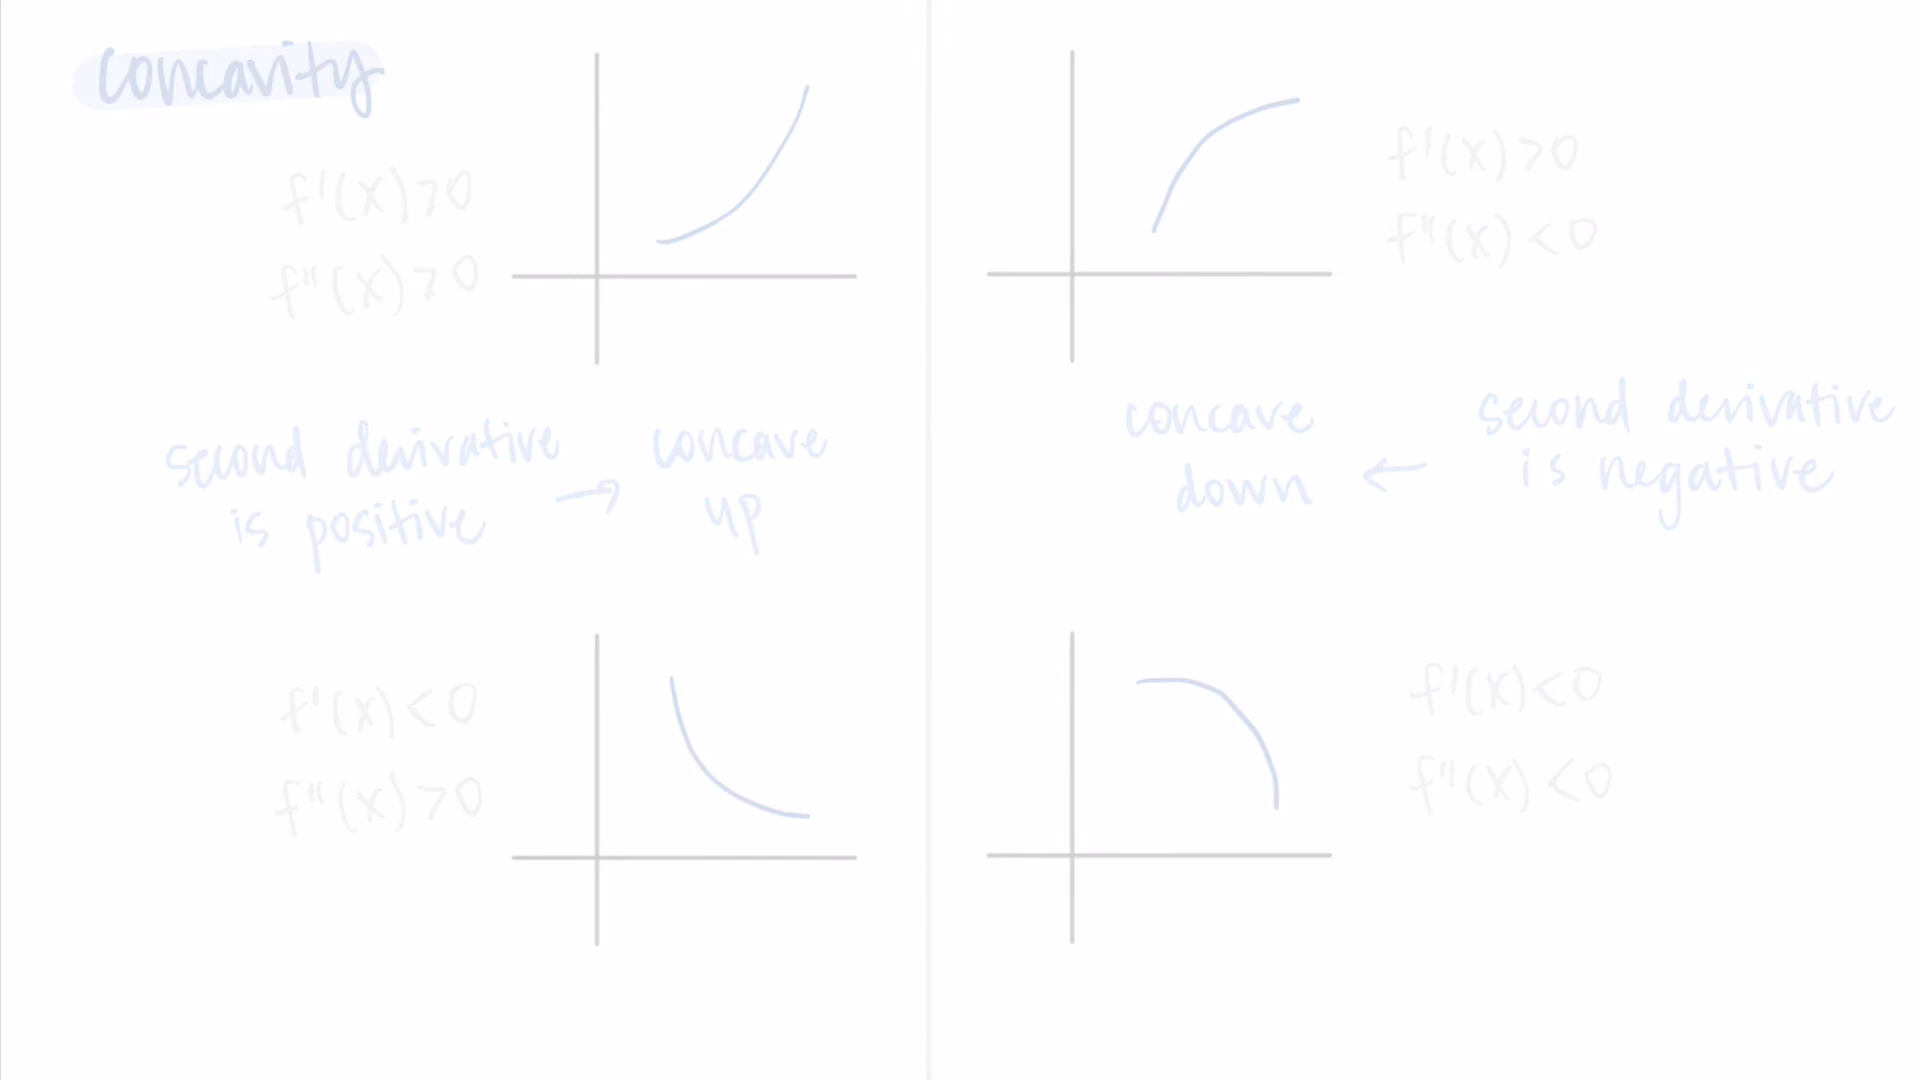 concavity
f'(x)>0
f"(x)>0
second derivative
is positive → concave
up
f'(x)<0
f"(x)>0
f'(x)>0
f"(x)<0
concave
down ← second derivative
is negative
f'(x)<0
f"(x)<0